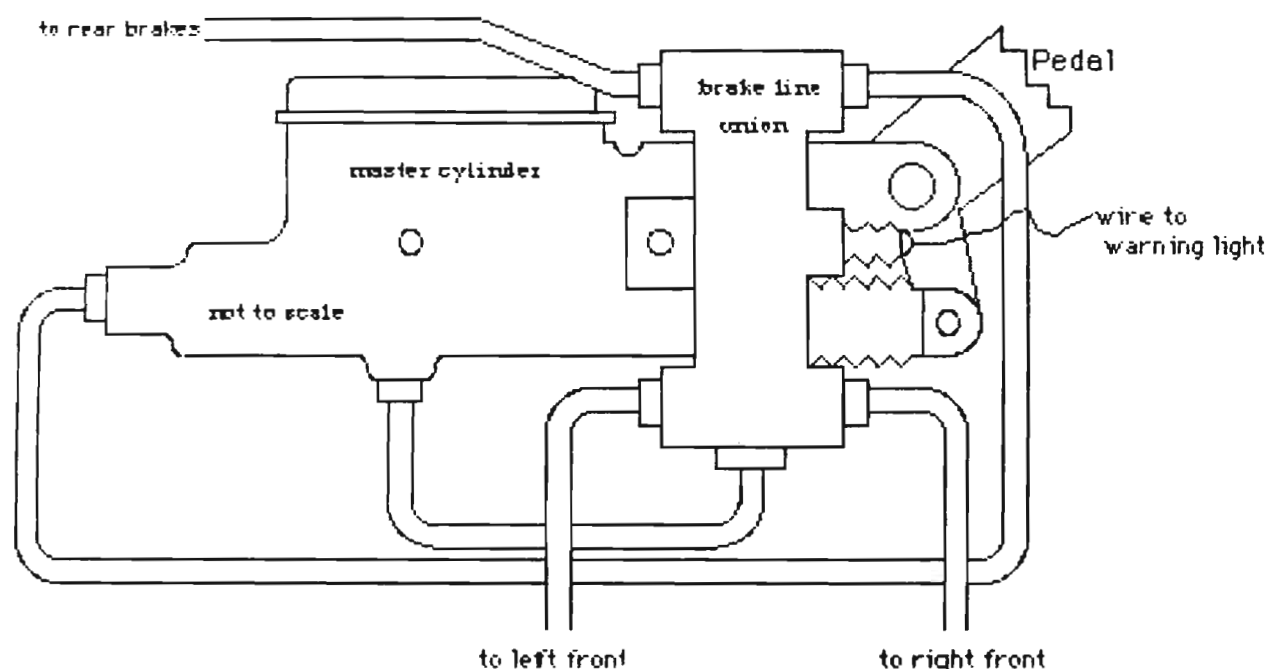 to rear brakes
Pedal
brake line
union
master cylinder
wire to
warning light
not to scale
to left front
to right front